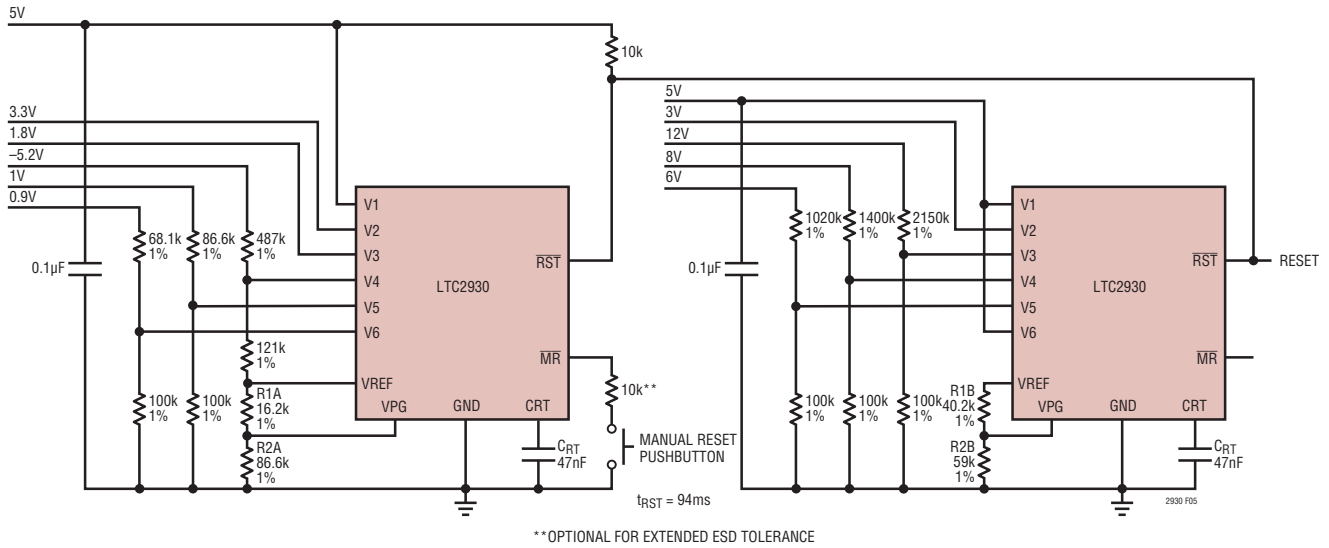 5V
10k
3.3V
1.8V
–5.2V
1V
0.9V
68.1k
1%
86.6k
1%
487k
1%
0.1µF
121k
1%
100k
1%
100k
1%
R1A
16.2k
1%
R2A
86.6k
1%
V1
V2
V3
V4
V5
V6
VREF
VPG
GND
CRT
LTC2930
RST
MR
10k**
MANUAL RESET
PUSHBUTTON
CRT
47nF
tRST = 94ms
5V
3V
12V
8V
6V
1020k
1%
1400k
1%
2150k
1%
0.1µF
100k
1%
100k
1%
100k
1%
R1B
40.2k
1%
R2B
59k
1%
V1
V2
V3
V4
V5
V6
VREF
VPG
GND
CRT
LTC2930
RST
RESET
MR
CRT
47nF
2930 F05
**OPTIONAL FOR EXTENDED ESD TOLERANCE